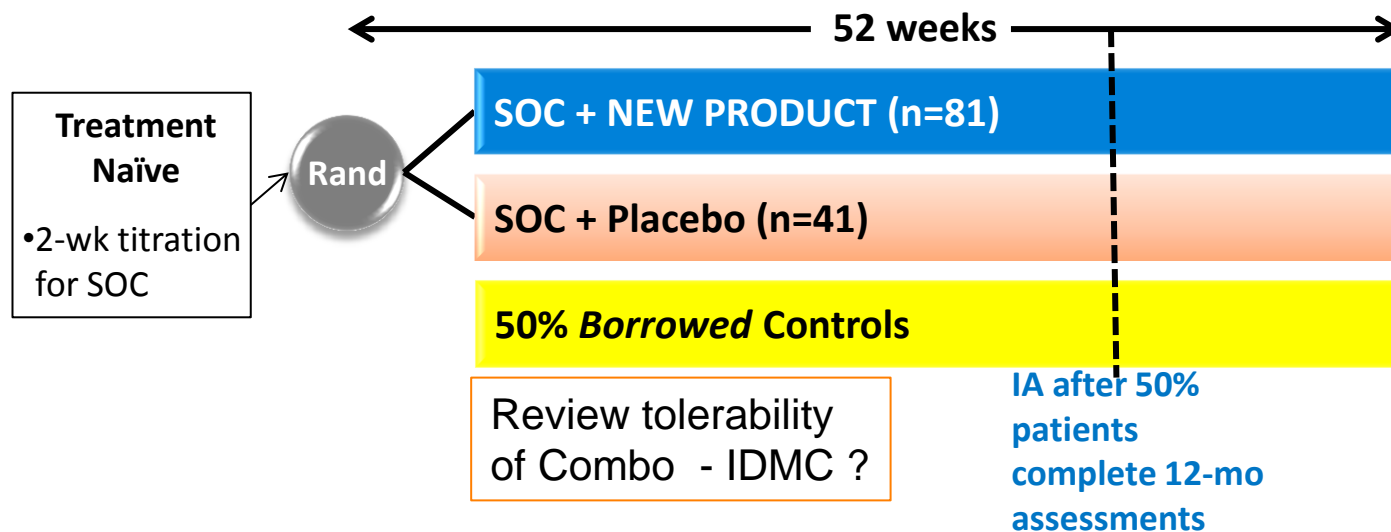 52 weeks
Treatment
Naïve
•2-wk titration
for SOC
Rand
SOC + NEW PRODUCT (n=81)
SOC + Placebo (n=41)
50% Borrowed Controls
Review tolerability
of Combo - IDMC ?
IA after 50%
patients
complete 12-mo
assessments